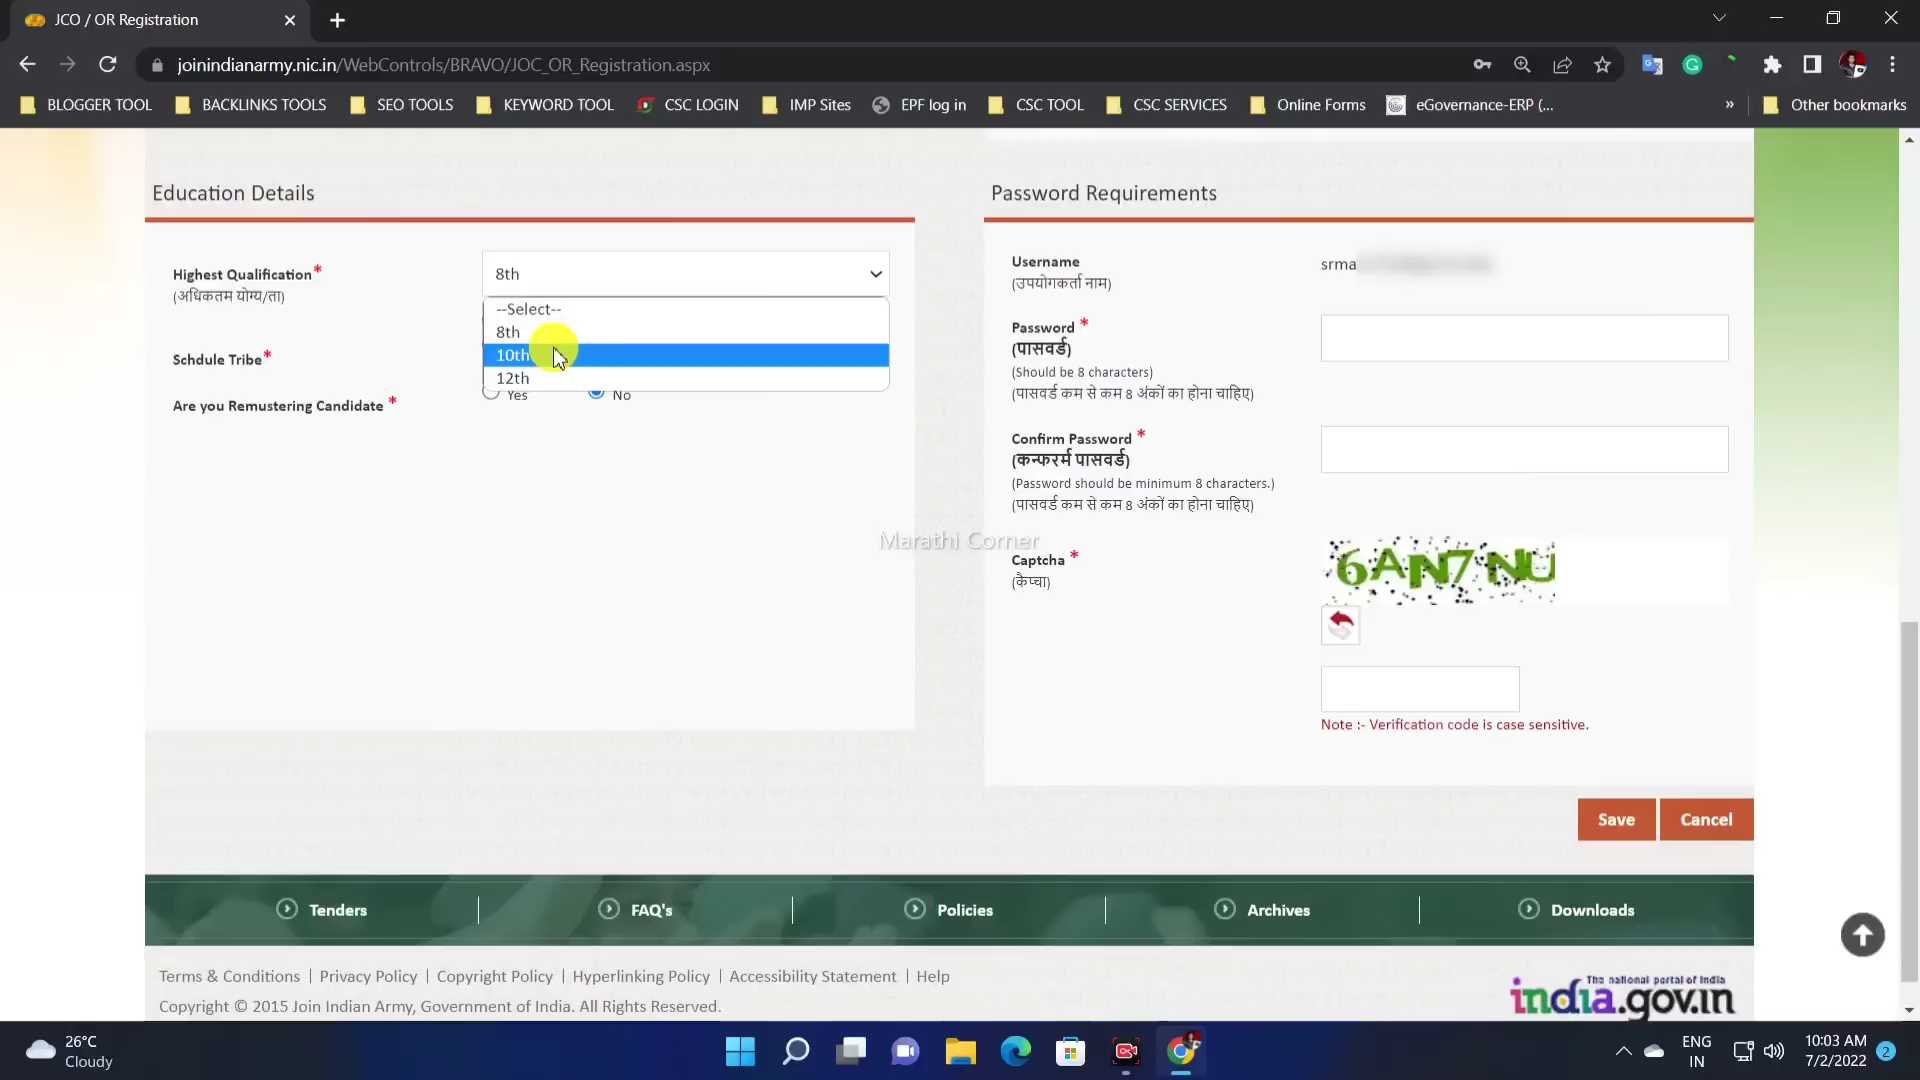 JCO / OR Registration
joinindianarmy.nic.in/WebControls/BRAVO/JOC_OR_Registration.aspx
BLOGGER TOOL
BACKLINKS TOOLS
SEO TOOLS
KEYWORD TOOL
CSC LOGIN
IMP Sites
EPF log in
CSC TOOL
CSC SERVICES
Online Forms
eGovernance-ERP (...
»
Other bookmarks
Education Details
Highest Qualification*
(अधिकतम योग्य/ता)
8th
--Select--
8th
10th
12th
Schdule Tribe*
Are you Remustering Candidate *
Yes
No
Password Requirements
Username
(उपयोगकर्ता नाम)
srma
Password *
(पासवर्ड)
(Should be 8 characters)
(पासवर्ड कम से कम 8 अंकों का होना चाहिए)
Confirm Password *
(कन्फर्म पासवर्ड)
(Password should be minimum 8 characters.)
(पासवर्ड कम से कम 8 अंकों का होना चाहिए)
Marathi Corner
Captcha *
(कैप्चा)
6AN7NU
Note :- Verification code is case sensitive.
Save
Cancel
Tenders
FAQ's
Policies
Archives
Downloads
Terms & Conditions | Privacy Policy | Copyright Policy | Hyperlinking Policy | Accessibility Statement | Help
Copyright © 2015 Join Indian Army, Government of India. All Rights Reserved.
The national portal of India
india.gov.in
26°C
Cloudy
ENG
IN
10:03 AM
7/2/2022
2